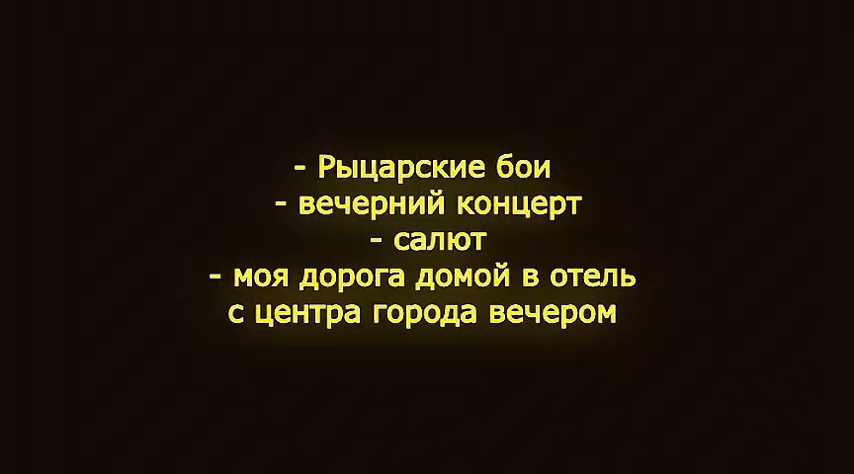 - Рыцарские бои
- вечерний концерт
- салют
- моя дорога домой в отель
с центра города вечером